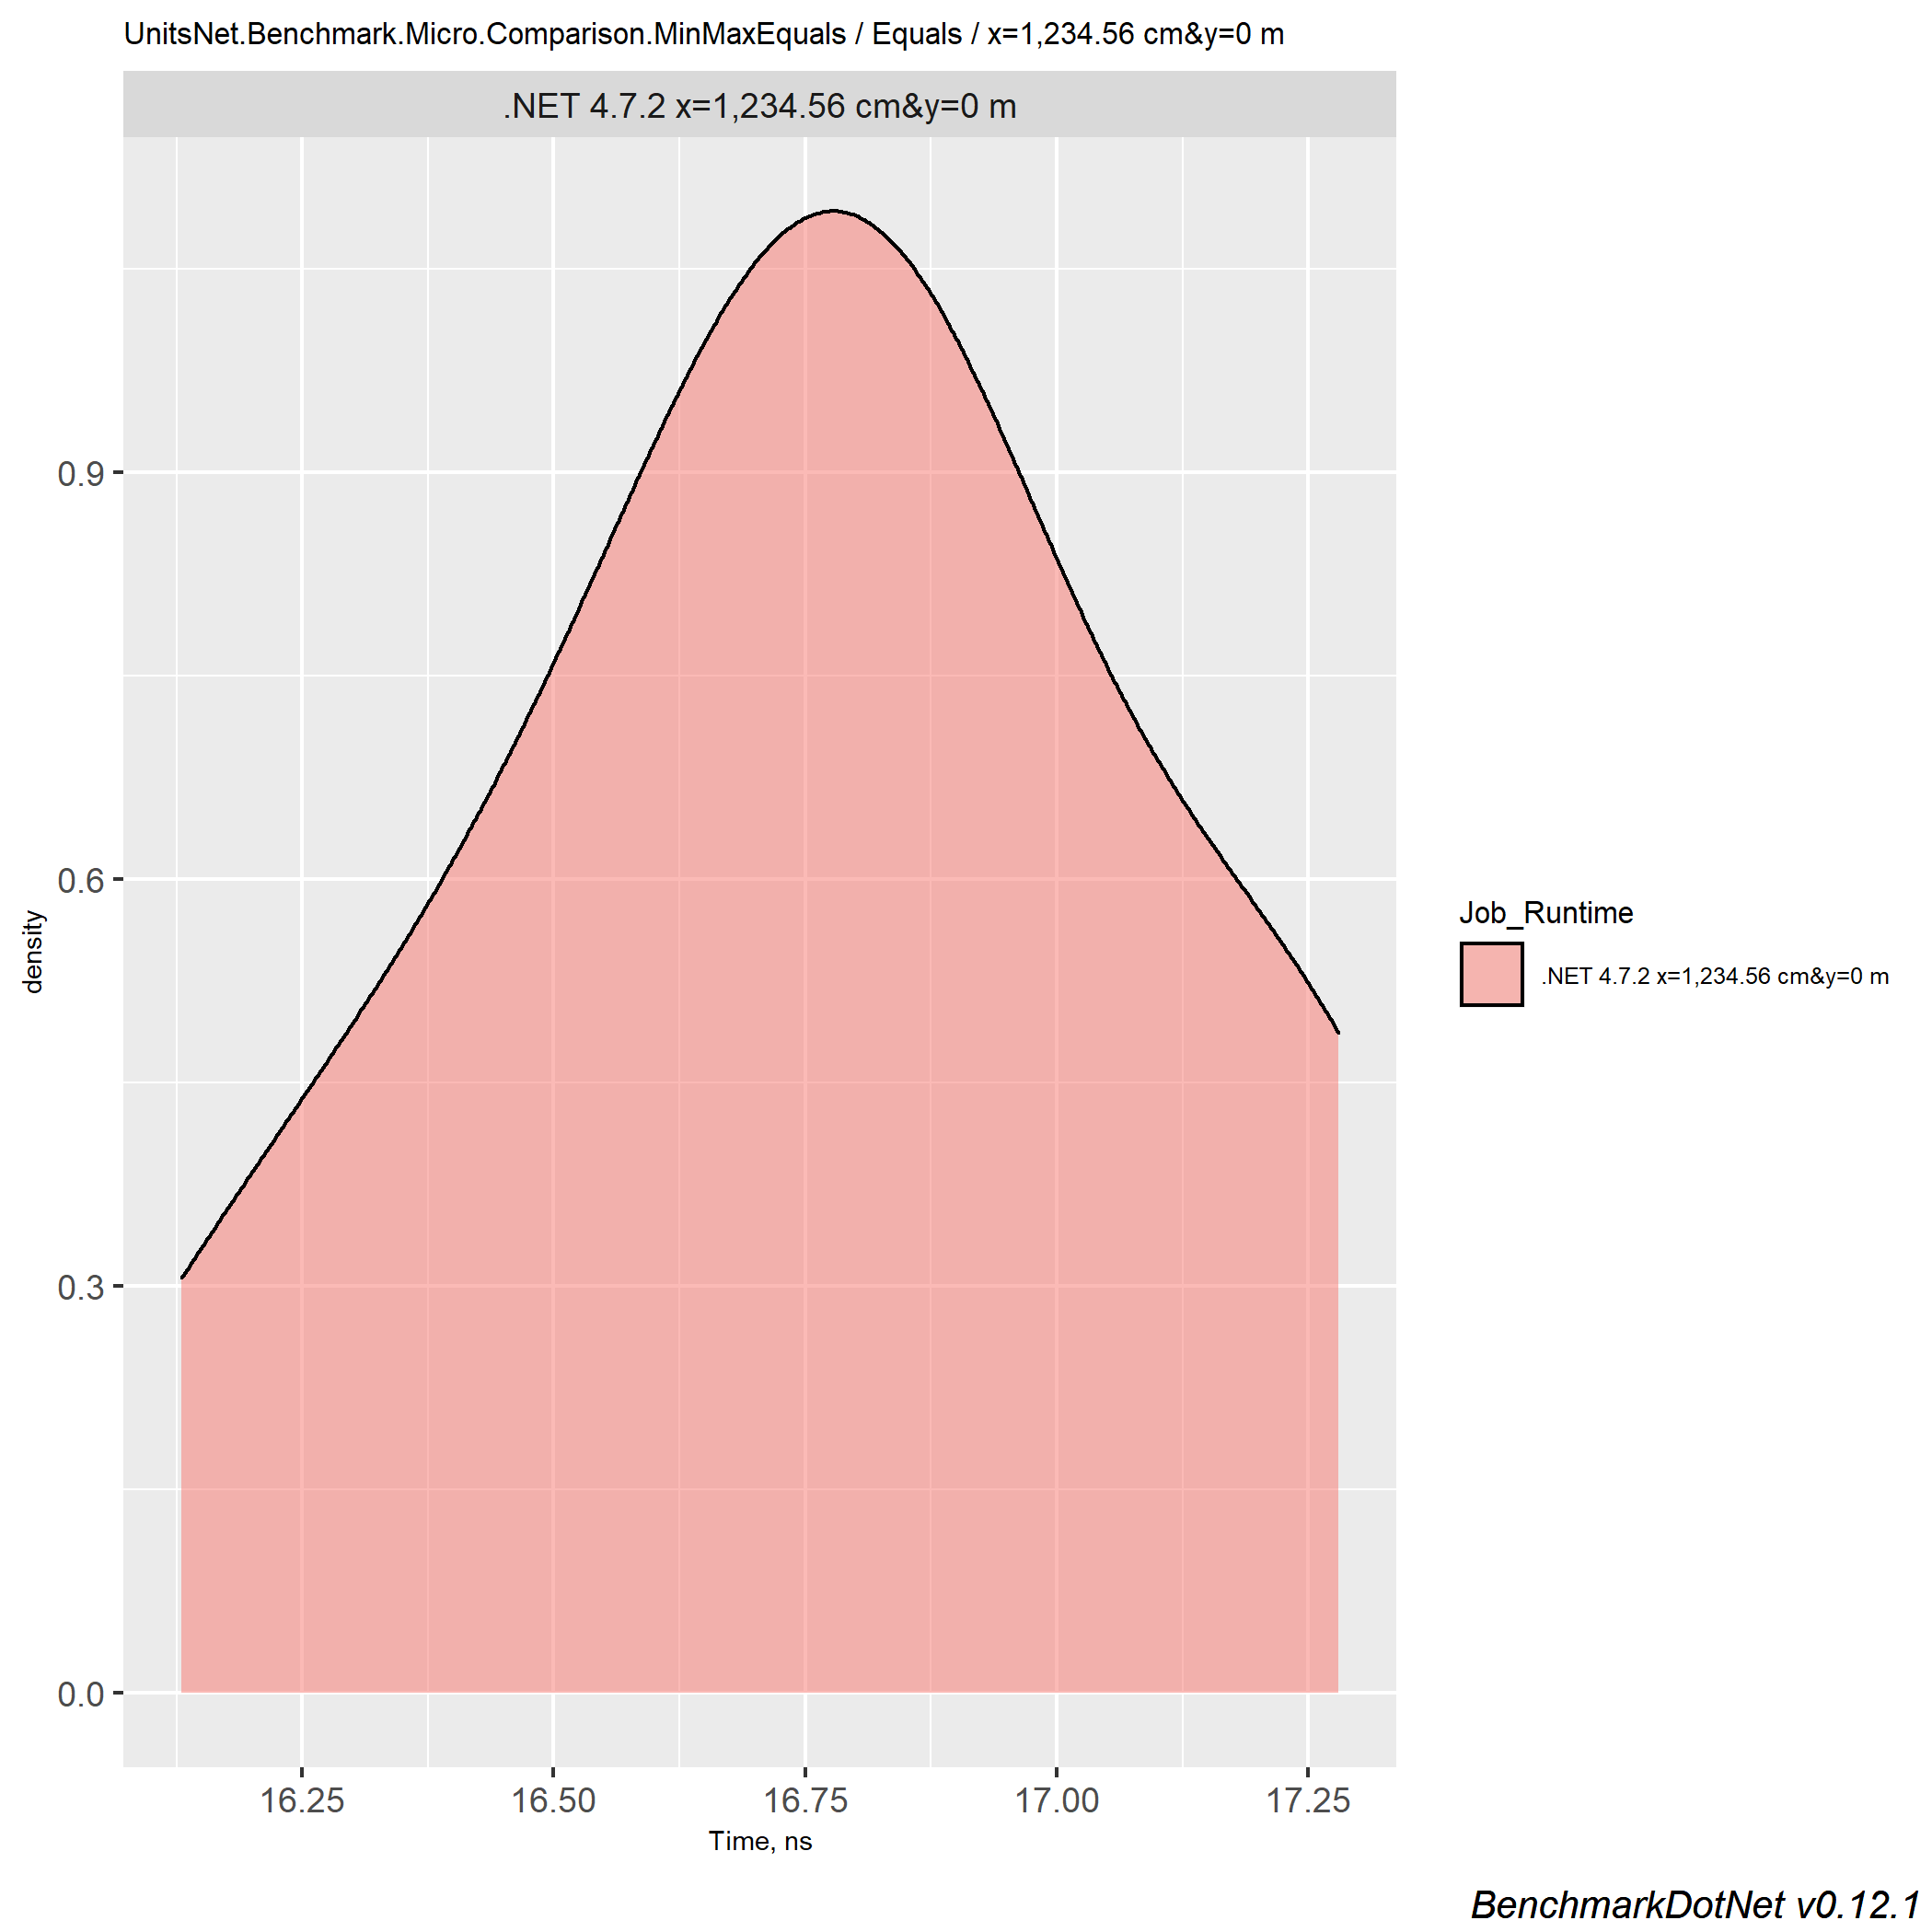 UnitsNet.Benchmark.Micro.Comparison.MinMaxEquals / Equals / x=1,234.56 cm&y=0 m
.NET 4.7.2 x=1,234.56 cm&y=0 m
0.9
0.6
0.3
0.0
density
16.25 16.50 16.75 17.00 17.25
Time, ns
Job_Runtime
.NET 4.7.2 x=1,234.56 cm&y=0 m
BenchmarkDotNet v0.12.1